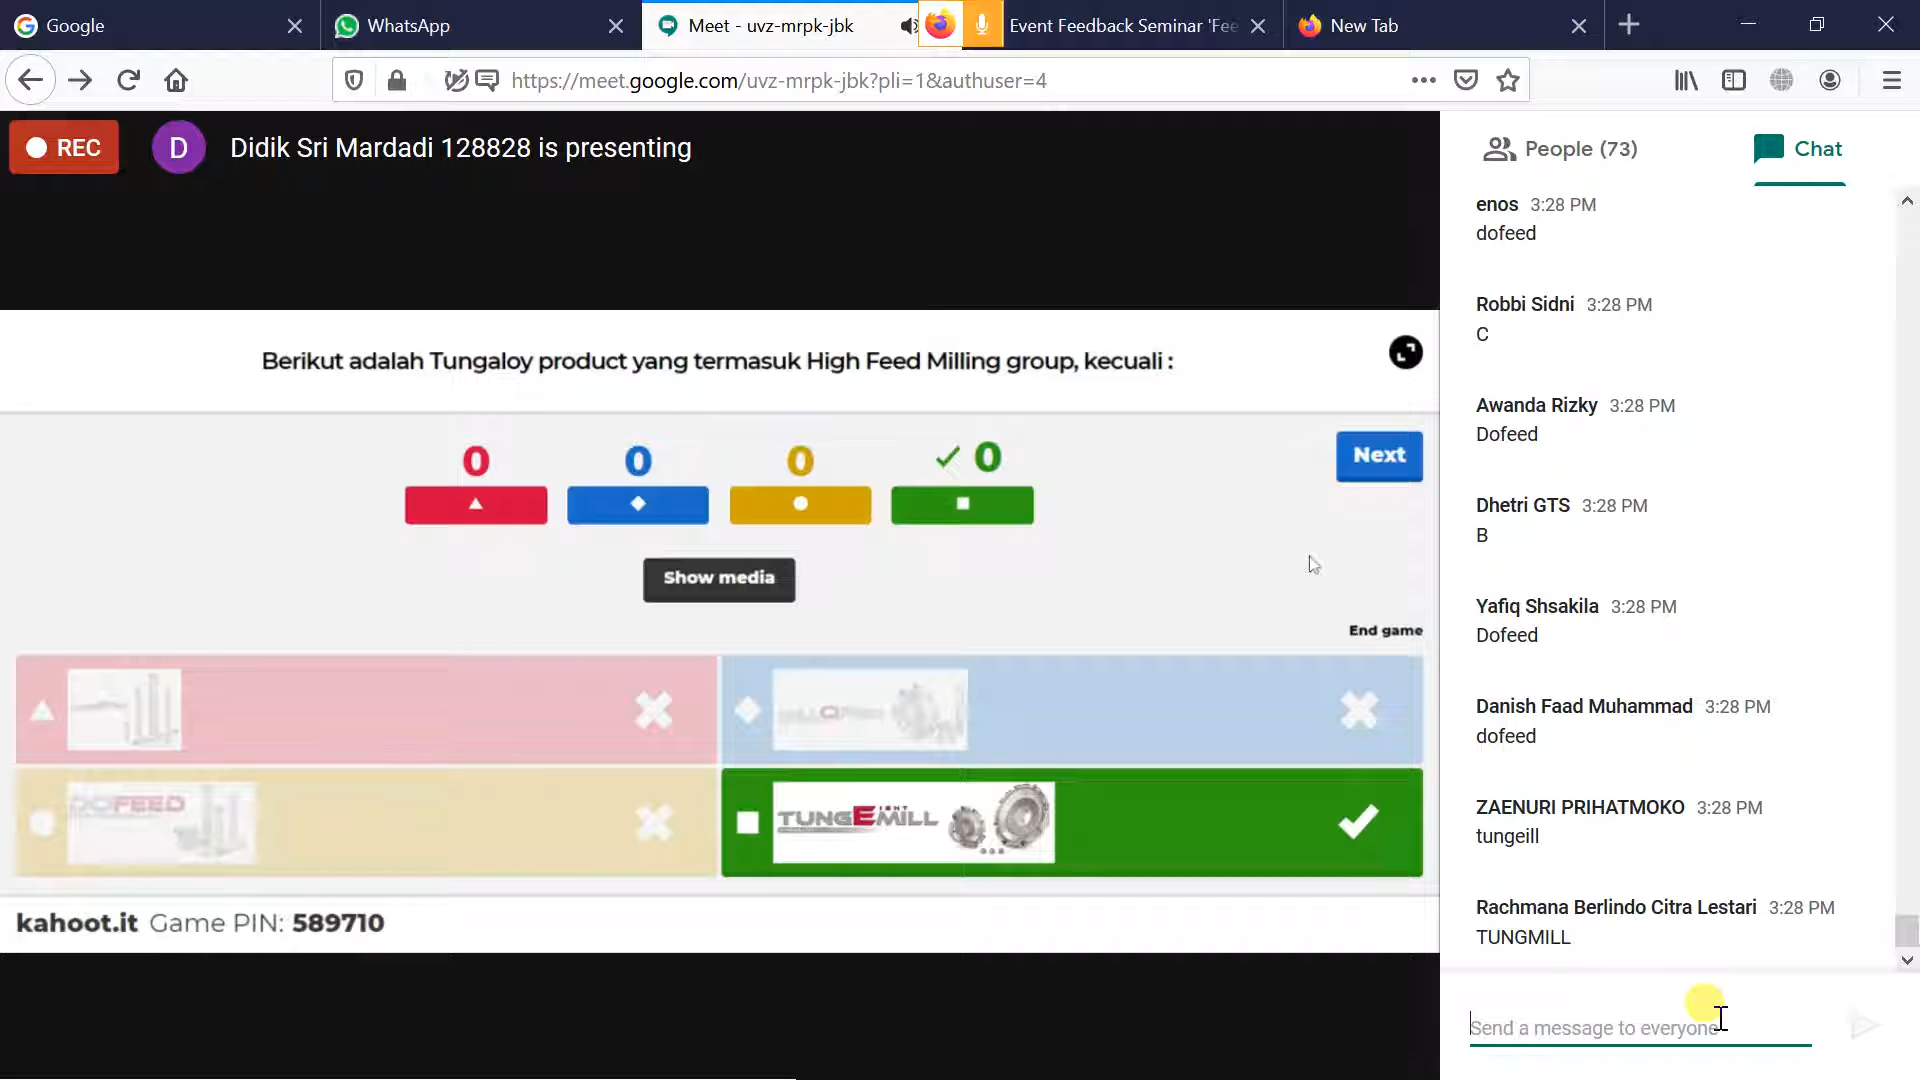 Google
WhatsApp
Meet - uvz-mrpk-jbk
Event Feedback Seminar 'Fee
New Tab
https://meet.google.com/uvz-mrpk-jbk?pli=1&authuser=4
REC
D
Didik Sri Mardadi 128828 is presenting
People (73)
Chat
enos 3:28 PM
dofeed
Robbi Sidni 3:28 PM
C
Awanda Rizky 3:28 PM
Dofeed
Dhetri GTS 3:28 PM
B
Yafiq Shsakila 3:28 PM
Dofeed
Danish Faad Muhammad 3:28 PM
dofeed
ZAENURI PRIHATMOKO 3:28 PM
tungeill
Rachmana Berlindo Citra Lestari 3:28 PM
TUNGMILL
Send a message to everyone
Berikut adalah Tungaloy product yang termasuk High Feed Milling group, kecuali :
0
0
0
0
Next
Show media
End game
DOFEED
TUNGEMILL
kahoot.it Game PIN: 589710